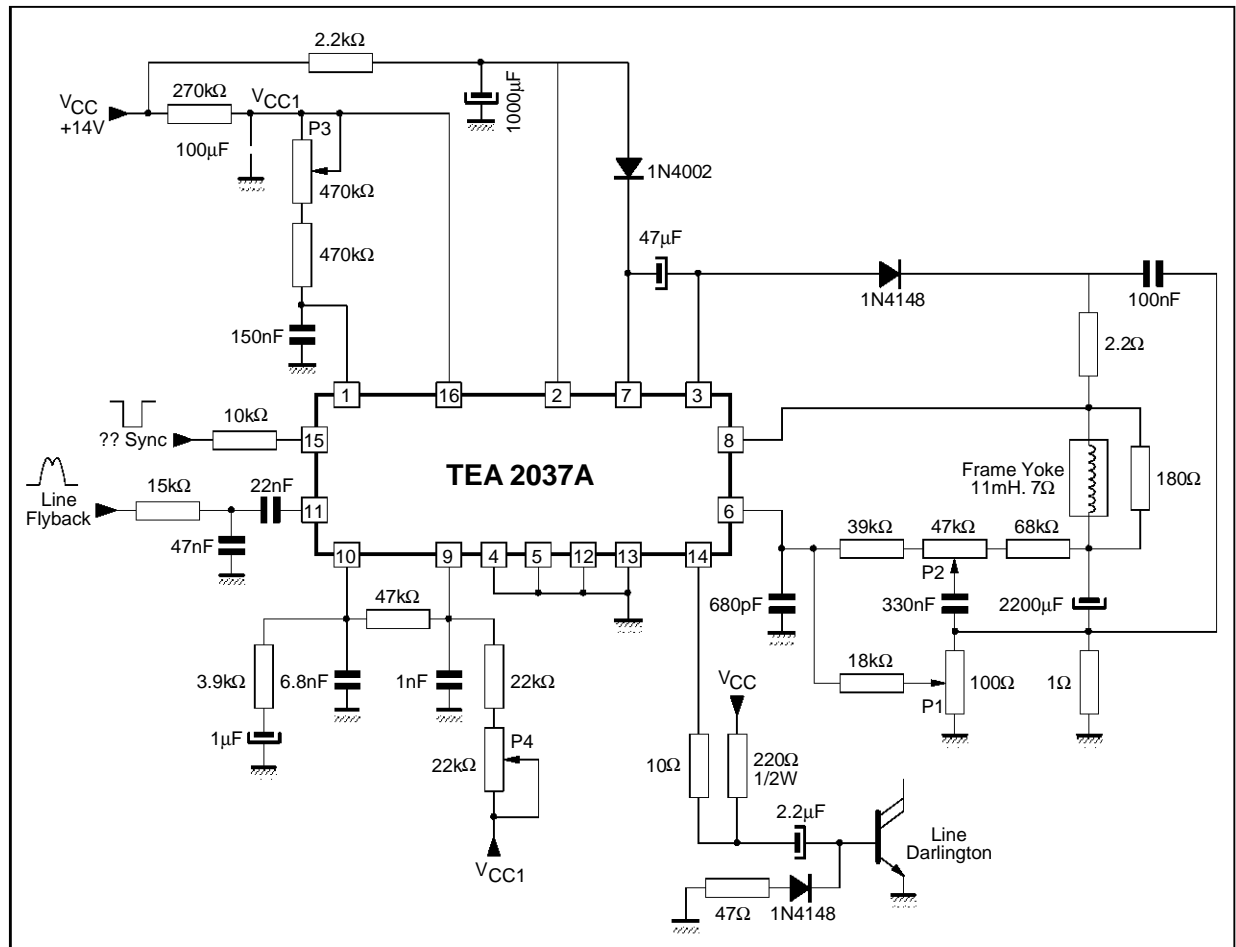 2.2kΩ
270kΩ
V CC1
V CC
+14V
P3
1000µF
100µF
1N4002
470kΩ
47µF
470kΩ
1N4148
100nF
150nF
2.2Ω
1
16
2
7
3
10kΩ
?? Sync
15
8
TEA 2037A
Frame Yoke
11mH. 7Ω
180Ω
15kΩ
22nF
Line
Flyback
11
6
39kΩ
47kΩ
68kΩ
47nF
10
9
4
5
12
13
14
P2
47kΩ
680pF
330nF
2200µF
3.9kΩ
6.8nF
1nF
22kΩ
18kΩ
100Ω
1Ω
V CC
P1
1µF
P4
22kΩ
10Ω
220Ω
1/2W
2.2µF
Line
Darlington
V CC1
47Ω
1N4148